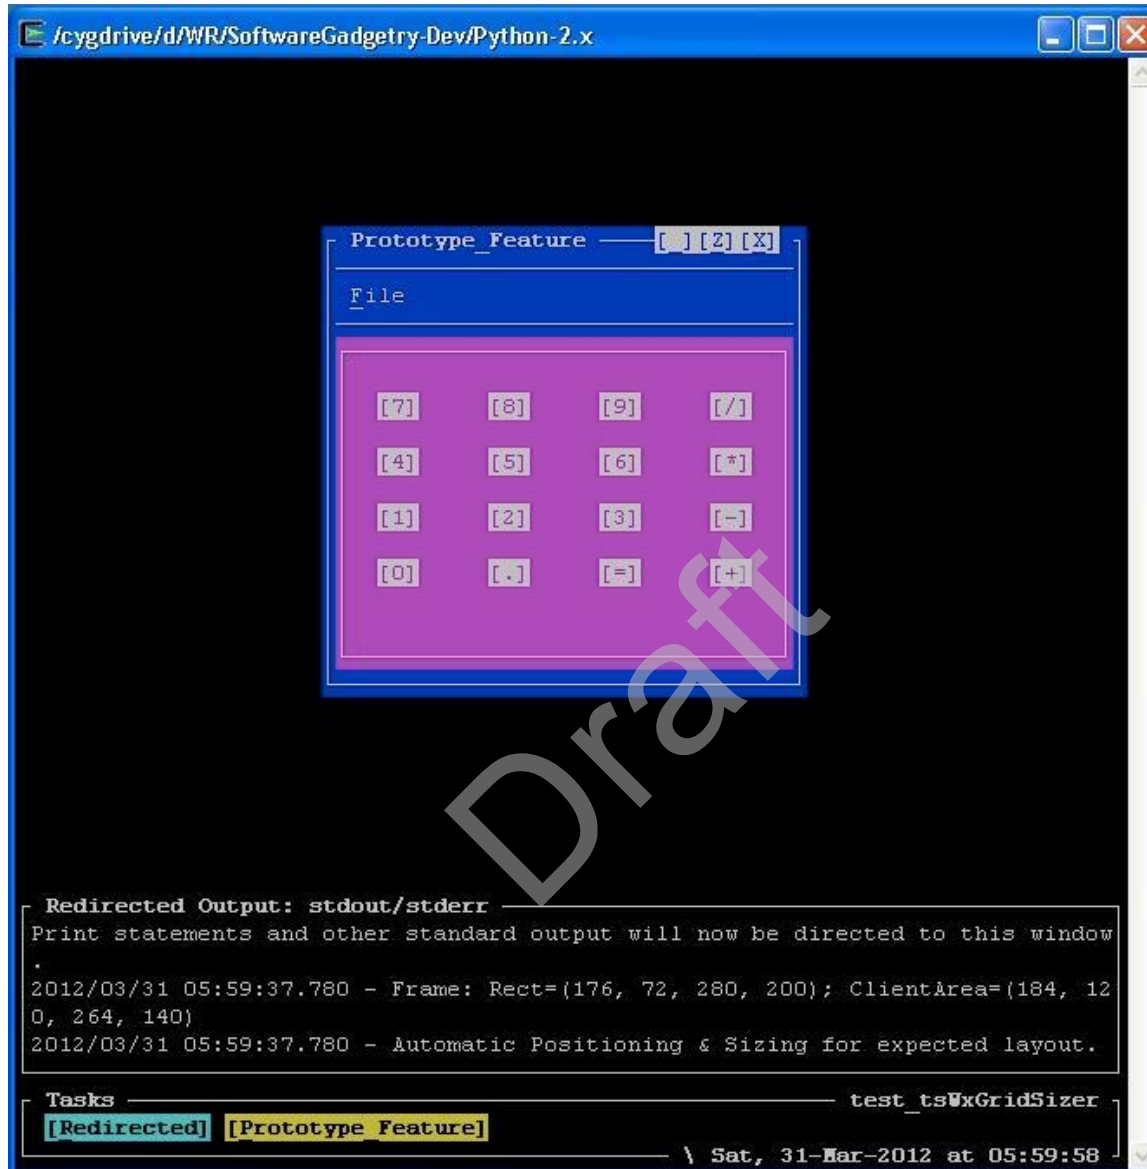 /cygdrive/d/WR/SoftwareGadgetry-Dev/Python-2.x
Prototype_Feature [_][Z][X]
File
[7] [8] [9] [/]
[4] [5] [6] [*]
[1] [2] [3] [-]
[0] [.] [=] [+]
Draft
Redirected Output: stdout/stderr
Print statements and other standard output will now be directed to this window
.
2012/03/31 05:59:37.780 - Frame: Rect=(176, 72, 280, 200); ClientArea=(184, 12
0, 264, 140)
2012/03/31 05:59:37.780 - Automatic Positioning & Sizing for expected layout.
Tasks test_tsWxGridSizer
[Redirected] [Prototype_Feature]
\ Sat, 31-Mar-2012 at 05:59:58